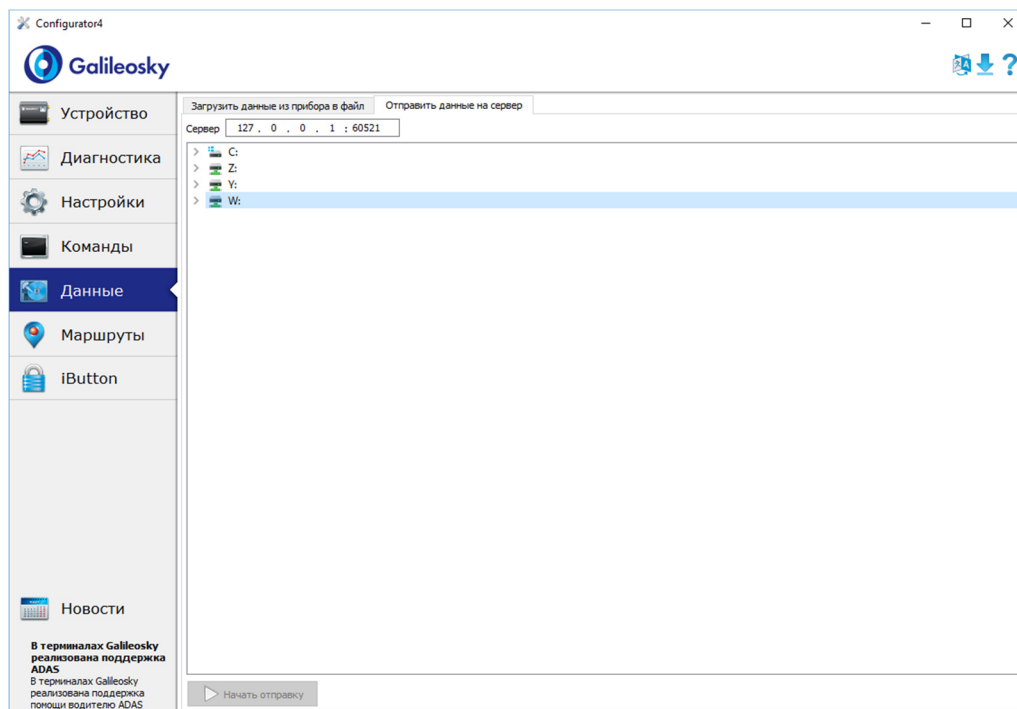 Configurator4
Galileosky
Устройство
Диагностика
Настройки
Команды
Данные
Маршруты
iButton
Новости
В терминалах Galileosky
реализована поддержка
ADAS
В терминалах Galileosky
реализована поддержка
помощи водителю ADAS
Загрузить данные из прибора в файл
Отправить данные на сервер
Сервер 127 . 0 . 0 . 1 : 60521
C:
Z:
Y:
W:
Начать отправку